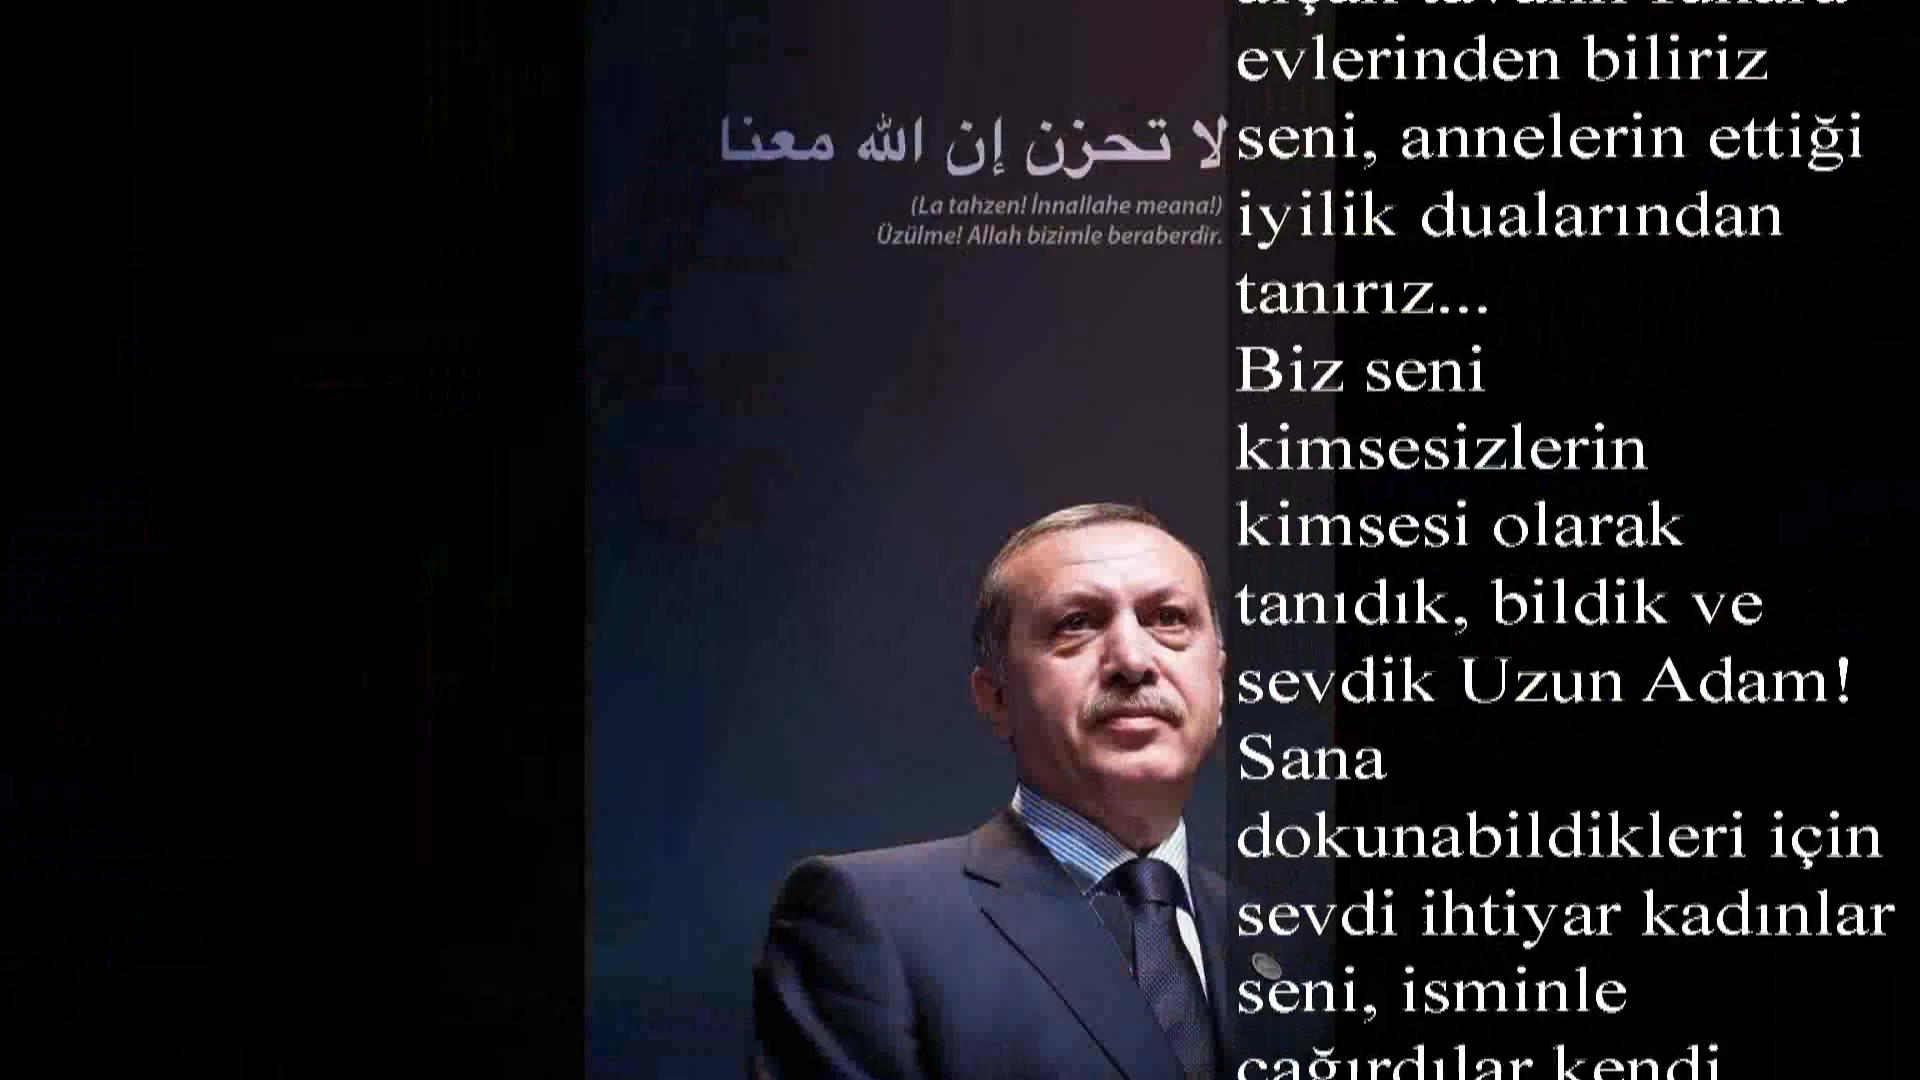 لا تحزن إن الله معنا
(La tahzen! İnnallahe meana!)
Üzülme! Allah bizimle beraberdir.
evlerinden biliriz
seni, annelerin ettiği
iyilik dualarından
tanırız...
Biz seni
kimsesizlerin
kimsesi olarak
tanıdık, bildik ve
sevdik Uzun Adam!
Sana
dokunabildikleri için
sevdi ihtiyar kadınlar
seni, isminle
çağırdılar kendi